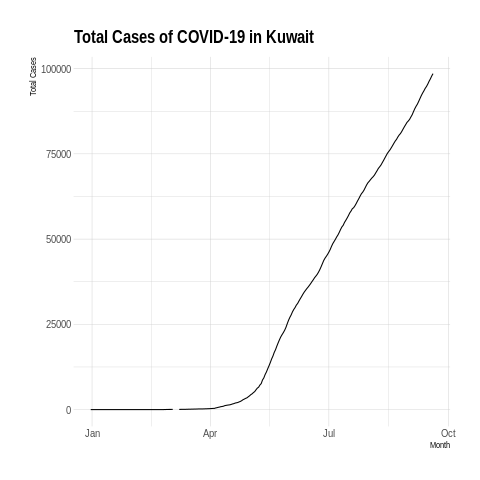 Total Cases of COVID-19 in Kuwait
Total Cases
100000
75000
50000
25000
0
Jan Apr Jul Oct
Month